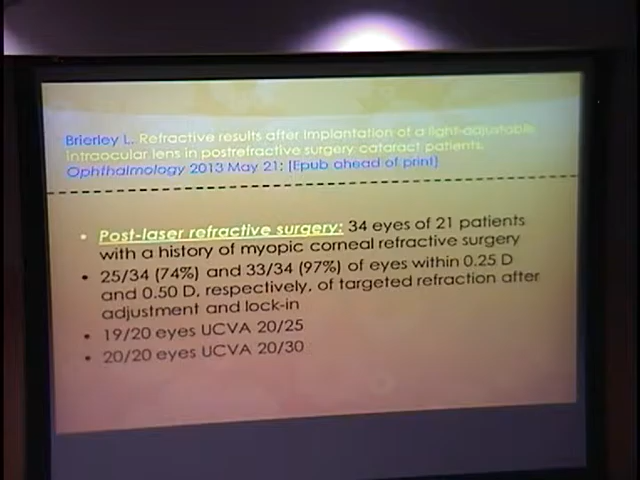 Brierley L. Refractive results after implantation of a light-adjustable
intraocular lens in postrefractive surgery cataract patients.
Ophthalmology 2013 May 21; [Epub ahead of print]
• Post-laser refractive surgery: 34 eyes of 21 patients
with a history of myopic corneal refractive surgery
• 25/34 (74%) and 33/34 (97%) of eyes within 0.25 D
and 0.50 D, respectively, of targeted refraction after
adjustment and lock-in
• 19/20 eyes UCVA 20/25
• 20/20 eyes UCVA 20/30